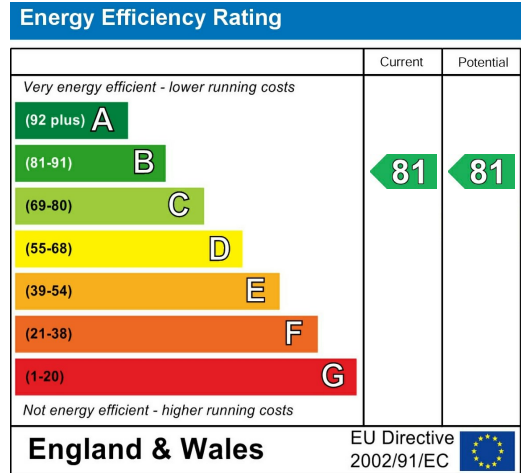 Energy Efficiency Rating
Current Potential
Very energy efficient - lower running costs
(92 plus) A
(81-91) B
81 81
(69-80) C
(55-68) D
(39-54) E
(21-38) F
(1-20) G
Not energy efficient - higher running costs
England & Wales
EU Directive
2002/91/EC